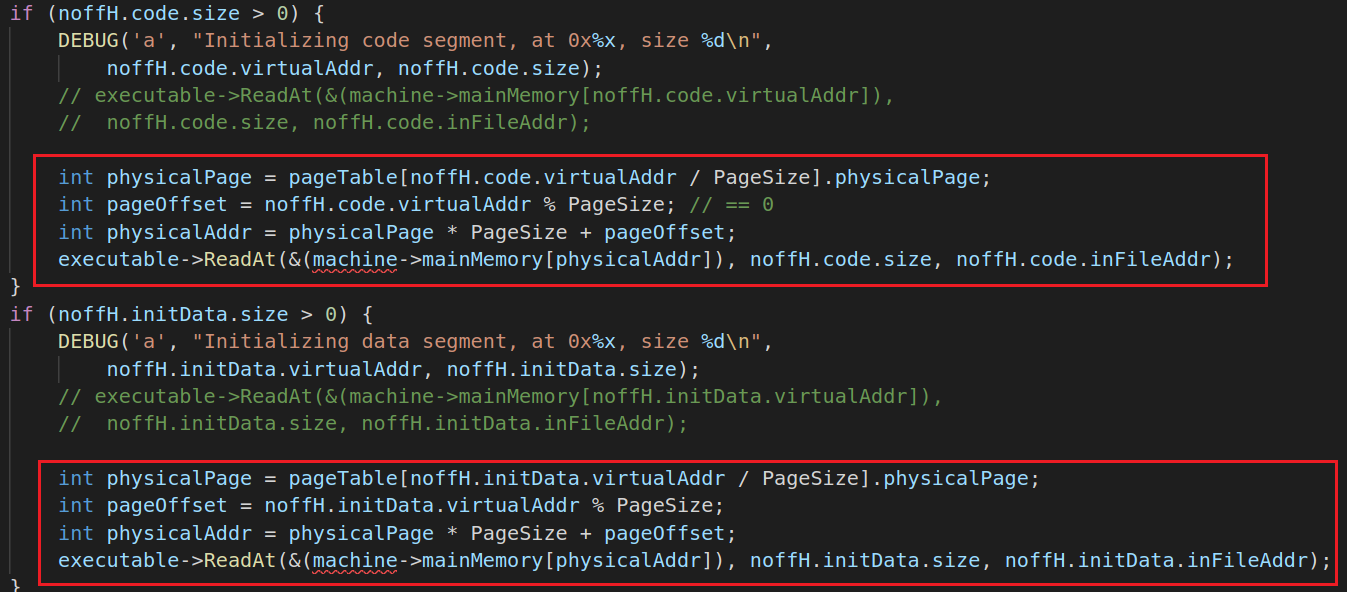 if (noffH.code.size > 0) {
DEBUG('a', "Initializing code segment, at 0x%x, size %d\n",
noffH.code.virtualAddr, noffH.code.size);
// executable->ReadAt(&(machine->mainMemory[noffH.code.virtualAddr]),
//  noffH.code.size, noffH.code.inFileAddr);
int physicalPage = pageTable[noffH.code.virtualAddr / PageSize].physicalPage;
int pageOffset = noffH.code.virtualAddr % PageSize; // == 0
int physicalAddr = physicalPage * PageSize + pageOffset;
executable->ReadAt(&(machine->mainMemory[physicalAddr]), noffH.code.size, noffH.code.inFileAddr);
}
if (noffH.initData.size > 0) {
DEBUG('a', "Initializing data segment, at 0x%x, size %d\n",
noffH.initData.virtualAddr, noffH.initData.size);
// executable->ReadAt(&(machine->mainMemory[noffH.initData.virtualAddr]),
//  noffH.initData.size, noffH.initData.inFileAddr);
int physicalPage = pageTable[noffH.initData.virtualAddr / PageSize].physicalPage;
int pageOffset = noffH.initData.virtualAddr % PageSize;
int physicalAddr = physicalPage * PageSize + pageOffset;
executable->ReadAt(&(machine->mainMemory[physicalAddr]), noffH.initData.size, noffH.initData.inFileAddr);
}